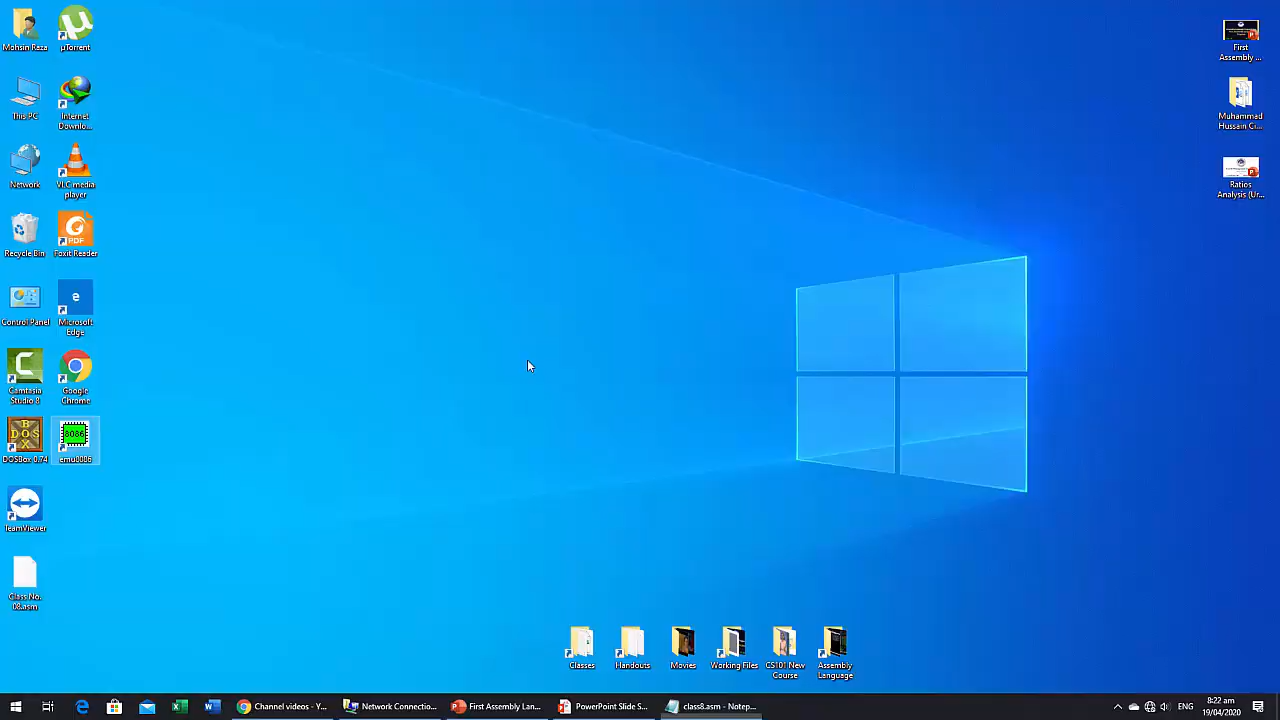 Mohsin Raza
µTorrent
This PC
Internet
Downlo...
Network
VLC media
player
Recycle Bin
PDF
Foxit Reader
Control Panel
e
Microsoft
Edge
Camtasia
Studio 8
Google
Chrome
DOSBox 0.74
8086
emu8086
TeamViewer
Class No.
08.asm
First
Assembly ...
Muhammad
Hussain Cr...
Ratios
Analysis (Ur...
Classes
Handouts
Movies
Working Files
CS101 New
Course
Assembly
Language
Channel videos - Y...
Network Connectio...
First Assembly Lan...
PowerPoint Slide S...
class8.asm - Notep...
ENG
8:22 am
19/04/2020